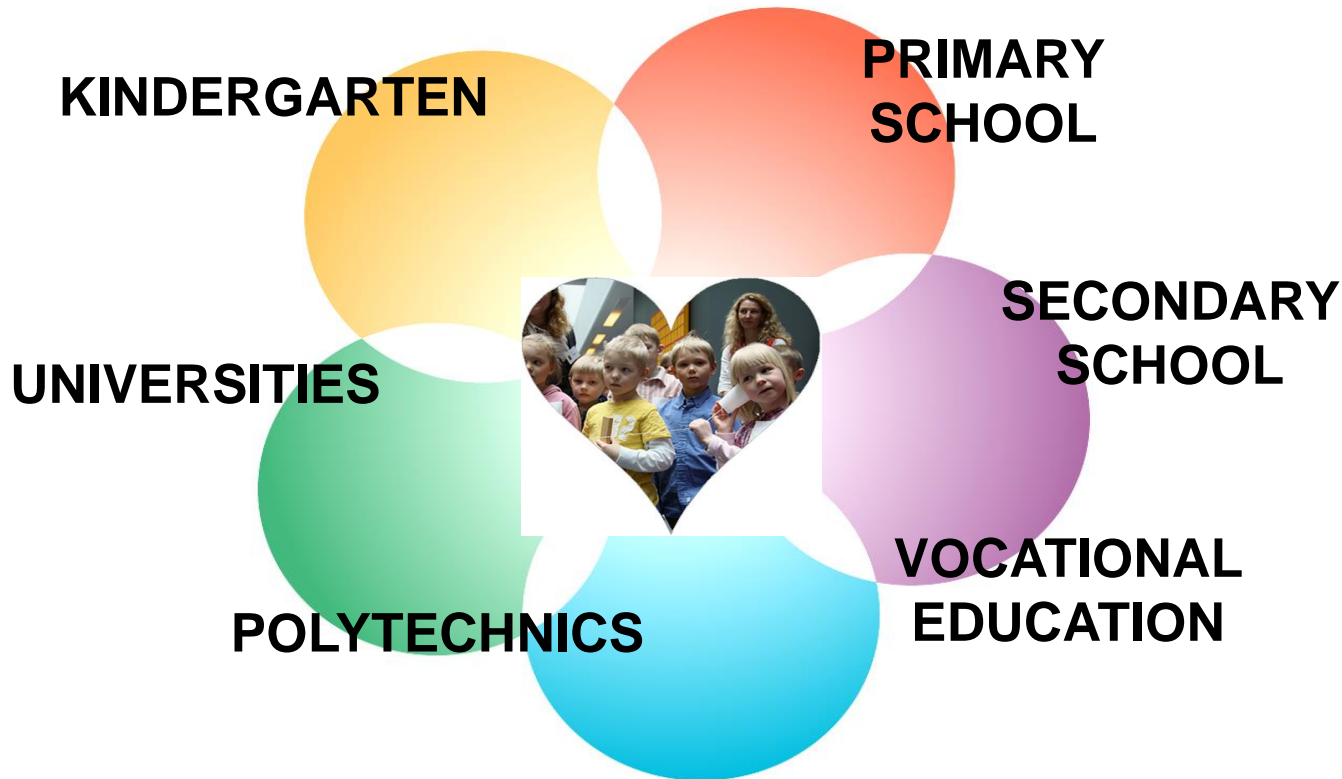 KINDERGARTEN
PRIMARY
SCHOOL
SECONDARY
SCHOOL
UNIVERSITIES
VOCATIONAL
EDUCATION
POLYTECHNICS